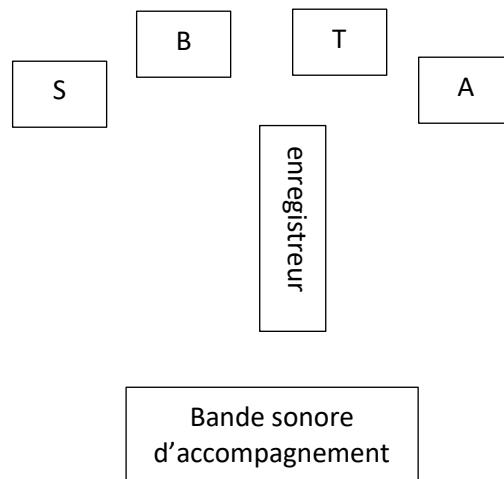 S
B
T
A
enregistreur
Bande sonore
d’accompagnement